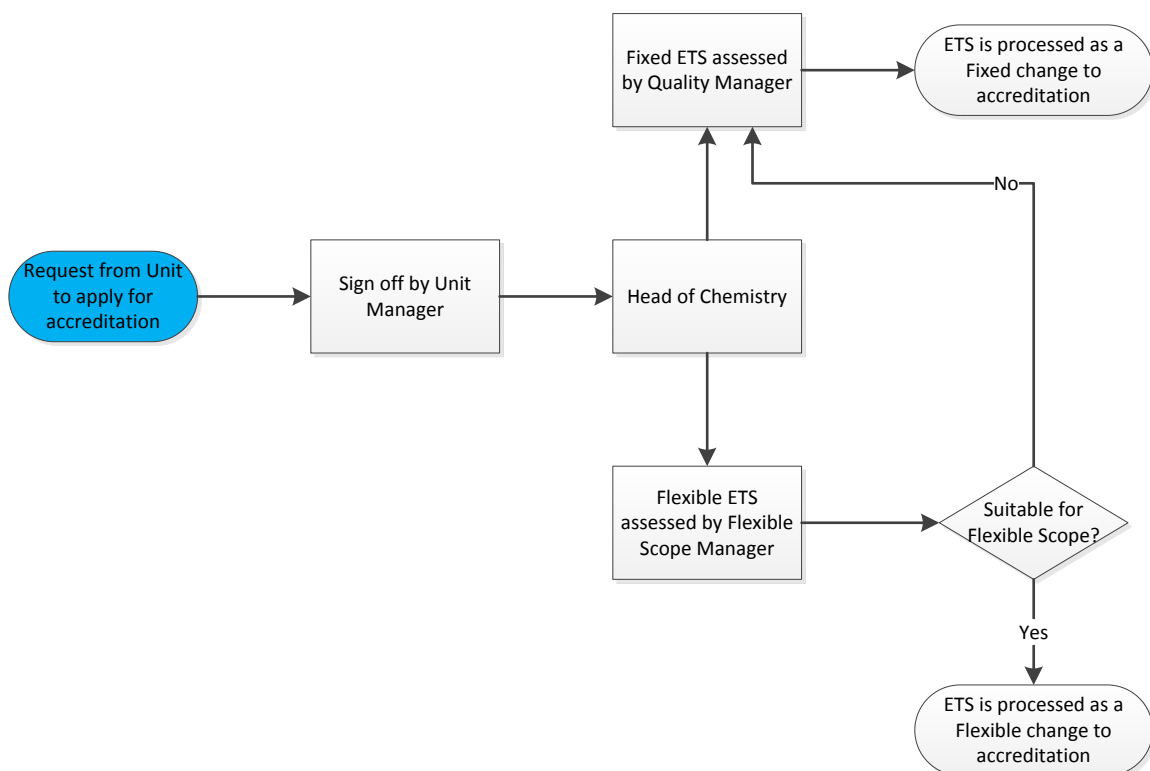 Fixed ETS assessed
by Quality Manager
ETS is processed as a
Fixed change to
accreditation
No
Request from Unit
to apply for
accreditation
Sign off by Unit
Manager
Head of Chemistry
Flexible ETS
assessed by Flexible
Scope Manager
Suitable for
Flexible Scope?
Yes
ETS is processed as a
Flexible change to
accreditation